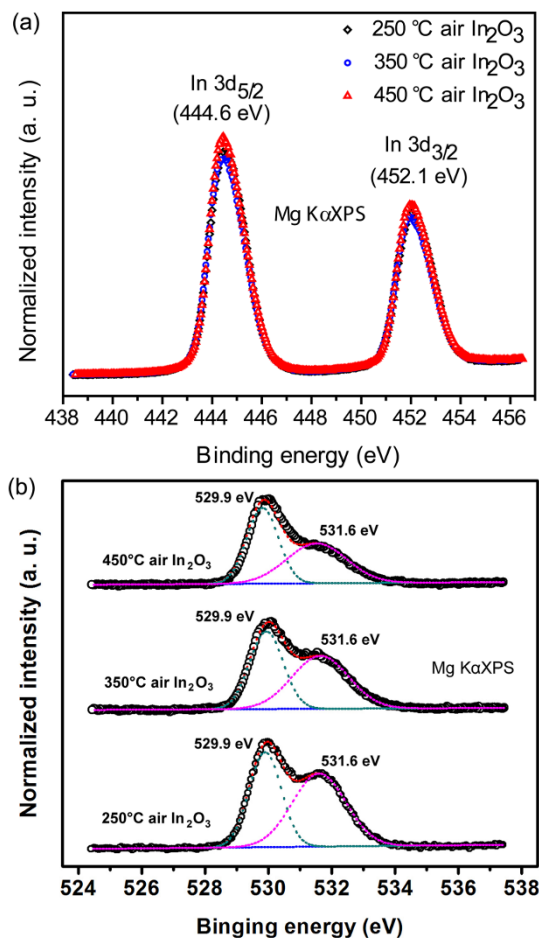 (a)
250 °C air In2O3
350 °C air In2O3
450 °C air In2O3
In 3d5/2
(444.6 eV)
In 3d3/2
(452.1 eV)
Mg KαXPS
Normalized intensity (a. u.)
438 440 442 444 446 448 450 452 454 456
Binding energy (eV)
(b)
529.9 eV
531.6 eV
450°C air In2O3
529.9 eV
531.6 eV
Mg KαXPS
350°C air In2O3
529.9 eV
531.6 eV
250°C air In2O3
Normalized intensity (a. u.)
524 526 528 530 532 534 536 538
Binging energy (eV)